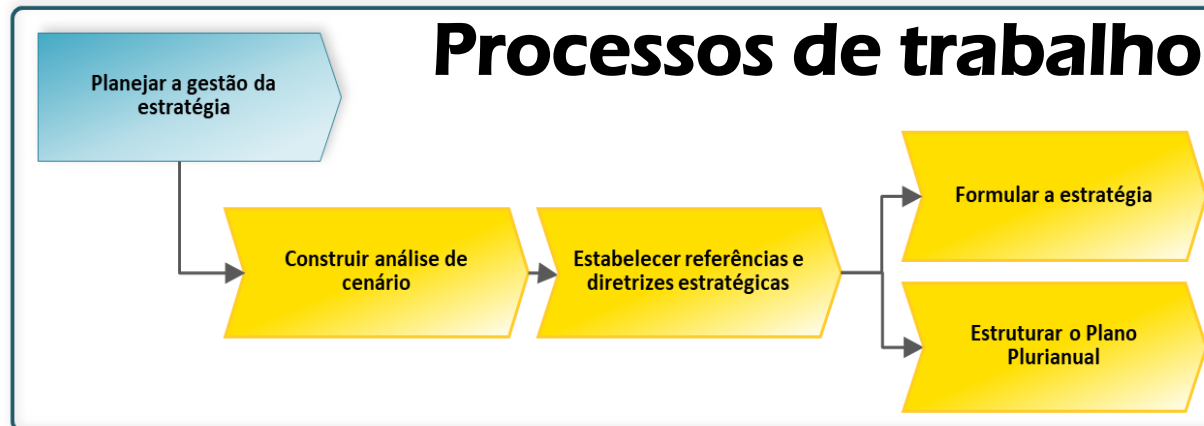 Processos de trabalho
Planejar a gestão da
estratégia
Construir análise de
cenário
Estabelecer referências e
diretrizes estratégicas
Formular a estratégia
Estruturar o Plano
Plurianual